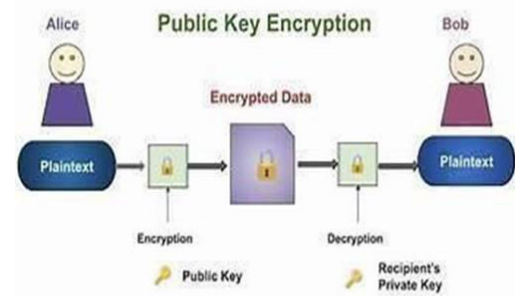 Alice
Public Key Encryption
Bob
Encrypted Data
Plaintext
Plaintext
Encryption
Decryption
Public Key
Recipient's
Private Key